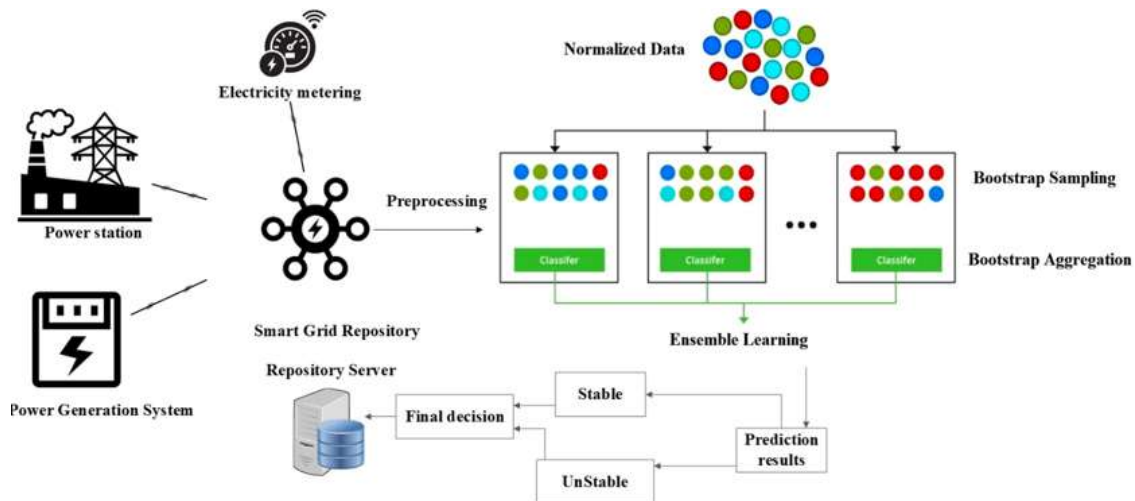 Normalized Data
Electricity metering
Power station
Preprocessing
Bootstrap Sampling
Classifer
Classifer
Classifer
Bootstrap Aggregation
Smart Grid Repository
Ensemble Learning
Repository Server
Power Generation System
Final decision
Stable
UnStable
Prediction
results